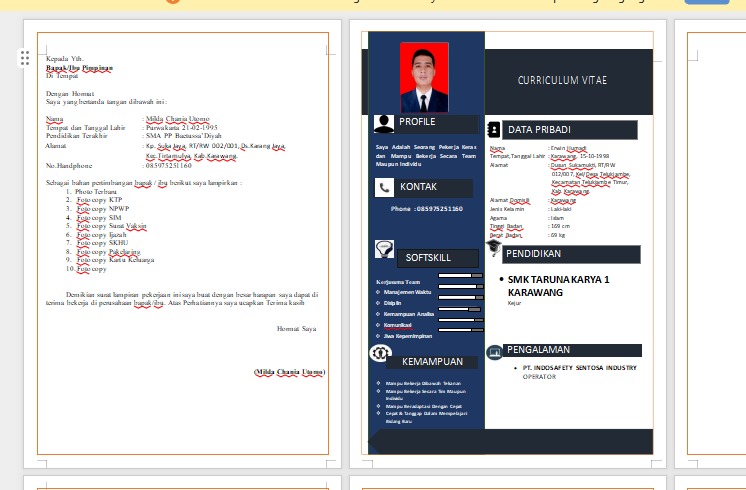 Kepada Yth.
Bapak/Ibu Pimpinan
Di Tempat
Dengan Hormat
Saya yang bertanda tangan dibawah ini :
Nama : Milda Chania Utomo
Tempat dan Tanggal Lahir : Purwakarta 21-02-1995
Pendidikan Terakhir : SMA PP Baetussa'Diyah
Alamat : Kp. Suka Jaya, RT/RW 002/001, Ds.Karang Jaya,
Kec.Tirtamulya, Kab.Karawang.
No.Handphone : 085975251160
Sebagai bahan pertimbangan bapak / ibu berikut saya lampirkan :
1. Photo Terbaru
2. Foto copy KTP
3. Foto copy NPWP
4. Foto copy SIM
5. Foto copy Surat Vaksin
6. Foto copy Ijazah
7. Foto copy SKHU
8. Foto copy Pakelaring
9. Foto copy Kartu Keluarga
10. Foto copy
Demikian surat lampiran pekerjaan ini saya buat dengan besar harapan saya dapat di
terima bekerja di perusahaan bapak/ibu. Atas Perhatiannya saya ucapkan Terima kasih
Hormat Saya
(Milda Chania Utomo)
CURRICULUM VITAE
PROFILE
Saya Adalah Seorang Pekerja Keras
dan Mampu Bekerja Secara Team
Maupun Individu
KONTAK
Phone : 085975251160
SOFTSKILL
Kerjasama Team
Manajemen Waktu
Disiplin
Kemampuan Analisa
Komunikasi
Jiwa Kepemimpinan
KEMAMPUAN
Mampu Bekerja Dibawah Tekanan
Mampu Bekerja Secara Tim Maupun
Individu
Mampu Beradaptasi Dengan Cepat
Cepat & Tanggap Dalam Mempelajari
Bidang Baru
DATA PRIBADI
Nama
Tempat,Tanggal Lahir : Karawang, 15-10-1998
Alamat : Dusun Sukamukti, RT/RW
012/007, Kel/Desa Telukjambe,
Kecamatan Telukjambe Timur,
Kab. Karawang
Alamat Domisili : Karawang
Jenis Kelamin : Laki-laki
Agama : Islam
Tinggi Badan : 169 cm
Berat Badan : 69 kg
PENDIDIKAN
• SMK TARUNA KARYA 1
KARAWANG
PENGALAMAN
• PT. INDOSAFETY SENTOSA INDUSTRY
OPERATOR